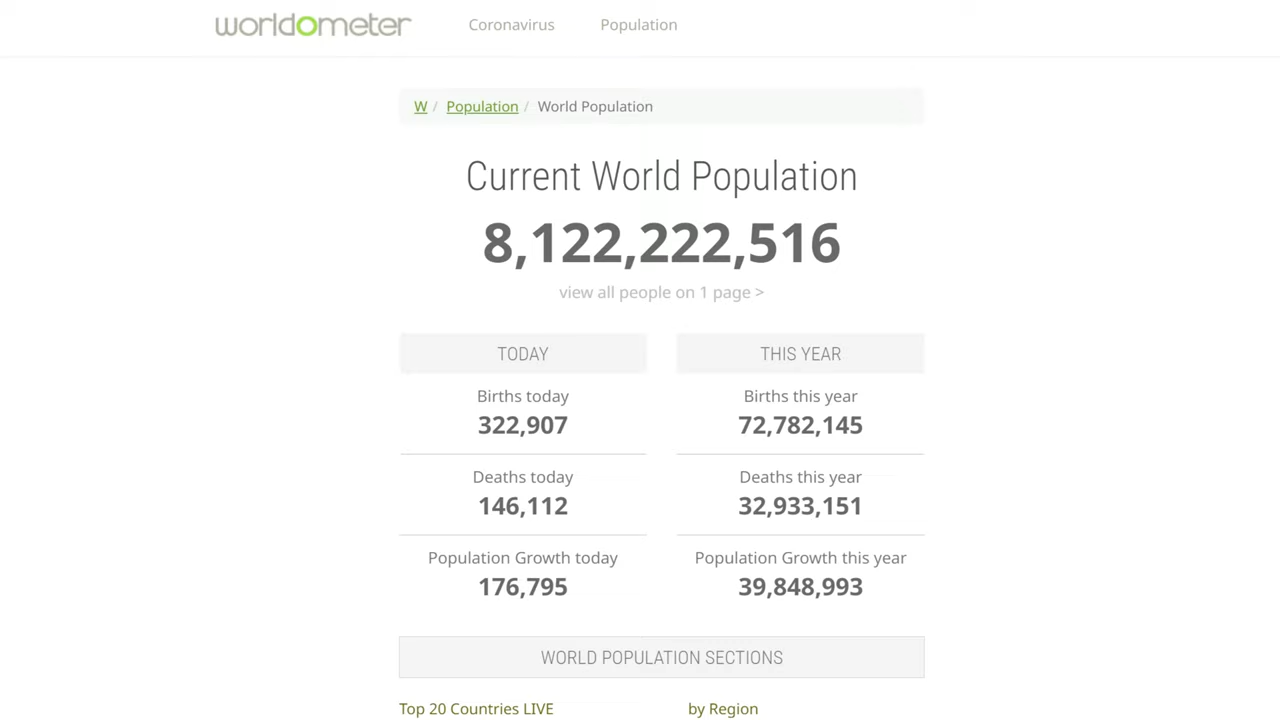 worldometer Coronavirus Population
W / Population / World Population
Current World Population
8,122,222,516
view all people on 1 page >
TODAY
Births today
322,907
Deaths today
146,112
Population Growth today
176,795
THIS YEAR
Births this year
72,782,145
Deaths this year
32,933,151
Population Growth this year
39,848,993
WORLD POPULATION SECTIONS
Top 20 Countries LIVE
by Region